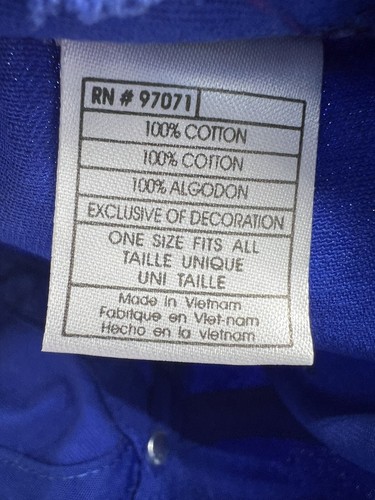 RN # 97071
100% COTTON
100% COTION
100% ALGODON
EXCLUSIVE OF DECORATION
ONE SIZE FITS ALL
TAILLE UNIQUE
UNI TAILLE
Made in Vietnam
Fabrique en Viet-nam
Hecho en la vietnam